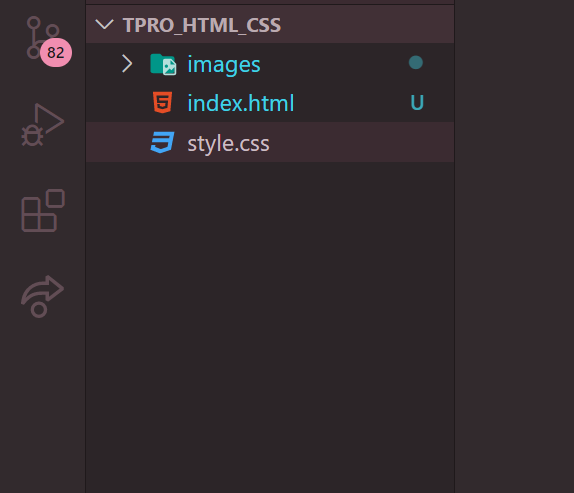 TPRO_HTML_CSS
82
images
index.html U
style.css